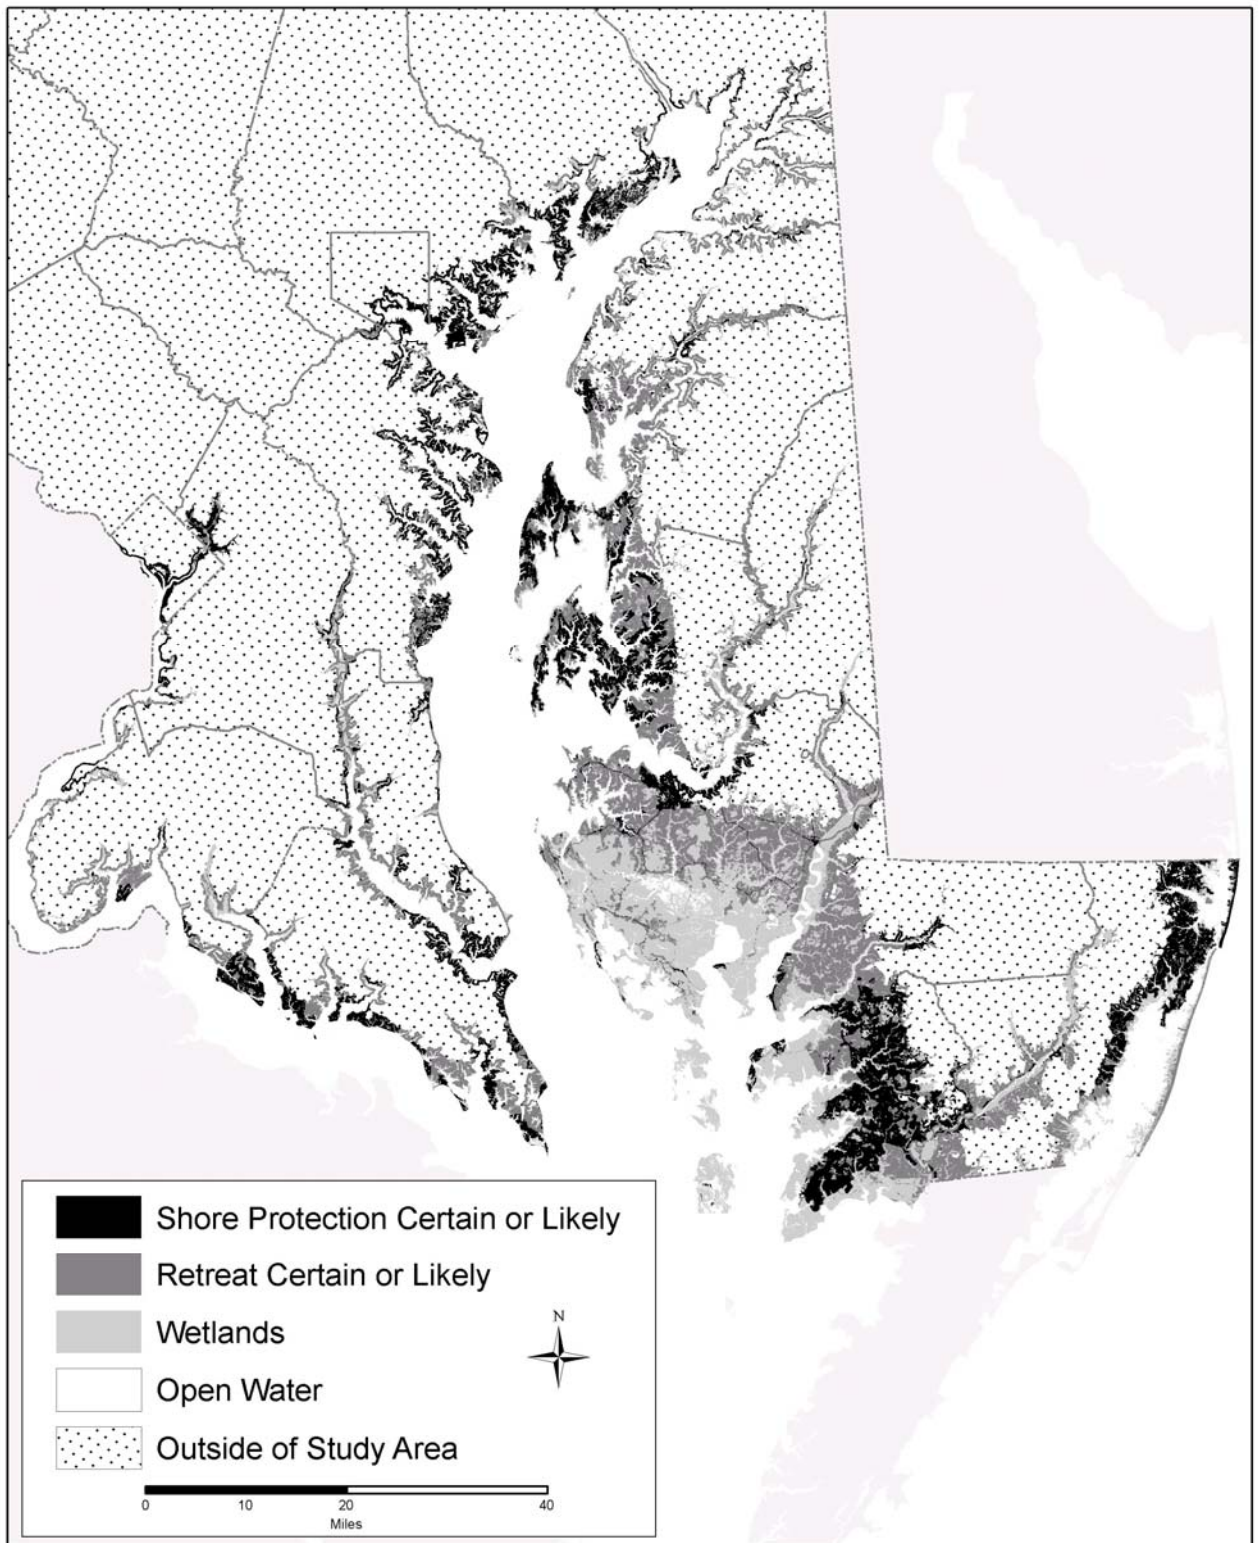 Shore Protection Certain or Likely
Retreat Certain or Likely
Wetlands
N
Open Water
Outside of Study Area
0 10 20 40
Miles